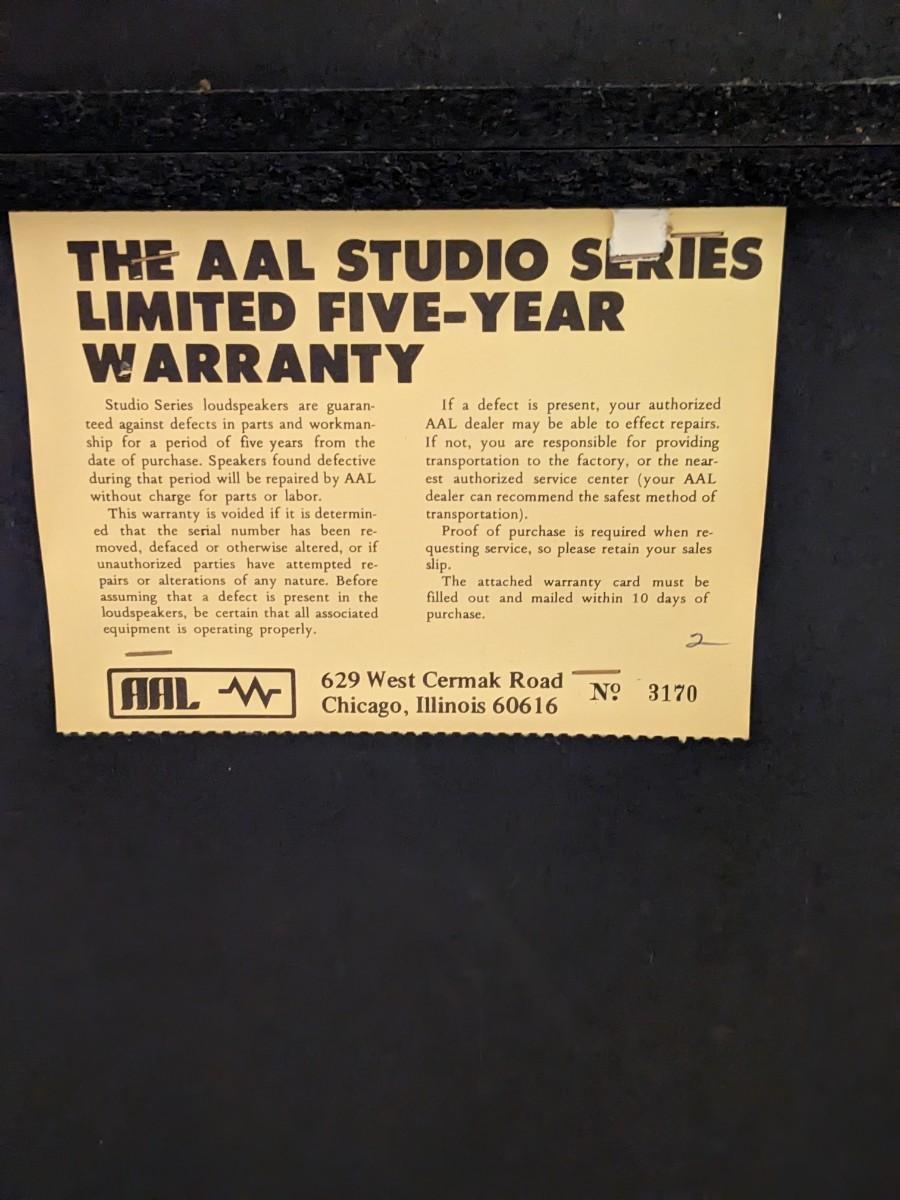 THE AAL STUDIO SERIES
LIMITED FIVE-YEAR
WARRANTY
Studio Series loudspeakers are guaran-
teed against defects in parts and workman-
ship for a period of five years from the
date of purchase. Speakers found defective
during that period will be repaired by AAL
without charge for parts or labor.
This warranty is voided if it is determin-
ed that the serial number has been re-
moved, defaced or otherwise altered, or if
unauthorized parties have attempted re-
pairs or alterations of any nature. Before
assuming that a defect is present in the
loudspeakers, be certain that all associated
equipment is operating properly.
If a defect is present, your authorized
AAL dealer may be able to effect repairs.
If not, you are responsible for providing
transportation to the factory, or the near-
est authorized service center (your AAL
dealer can recommend the safest method of
transportation).
Proof of purchase is required when re-
questing service, so please retain your sales
slip.
The attached warranty card must be
filled out and mailed within 10 days of
purchase.
2
AAL
629 West Cermak Road
Chicago, Illinois 60616
Nº 3170